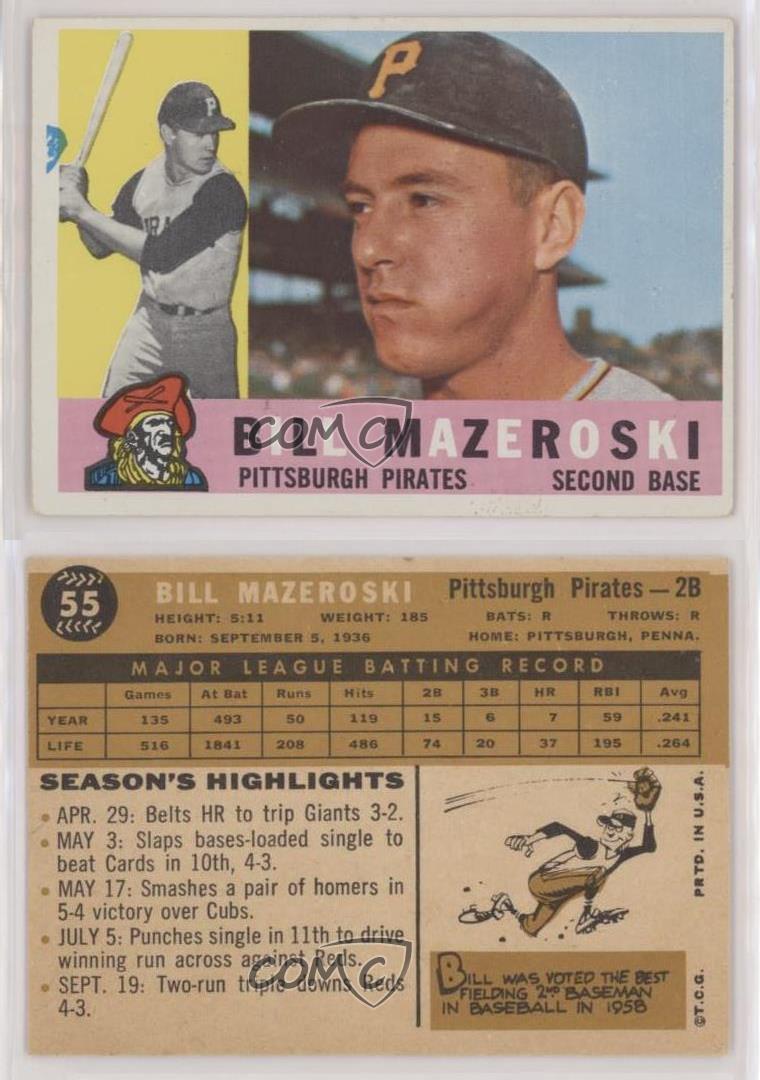 P
P
COMC
BILL MAZEROSKI
PITTSBURGH PIRATES SECOND BASE
55
BILL MAZEROSKI Pittsburgh Pirates — 2B
HEIGHT: 5:11 WEIGHT: 185 BATS: R THROWS: R
BORN: SEPTEMBER 5, 1936 HOME: PITTSBURGH, PENNA.
MAJOR LEAGUE BATTING RECORD
Games At Bat Runs Hits 2B 3B HR RBI Avg
YEAR 135 493 50 119 15 6 7 59 .241
LIFE 516 1841 208 486 74 20 37 195 .264
SEASON'S HIGHLIGHTS
• APR. 29: Belts HR to trip Giants 3-2.
• MAY 3: Slaps bases-loaded single to
beat Cards in 10th, 4-3.
• MAY 17: Smashes a pair of homers in
5-4 victory over Cubs.
• JULY 5: Punches single in 11th to drive
winning run across against Reds.
• SEPT. 19: Two-run triple downs Reds
4-3.
COMC
BILL WAS VOTED THE BEST
FIELDING 2ND BASEMAN
IN BASEBALL IN 1958
©T.C.G. PRTD. IN U.S.A.